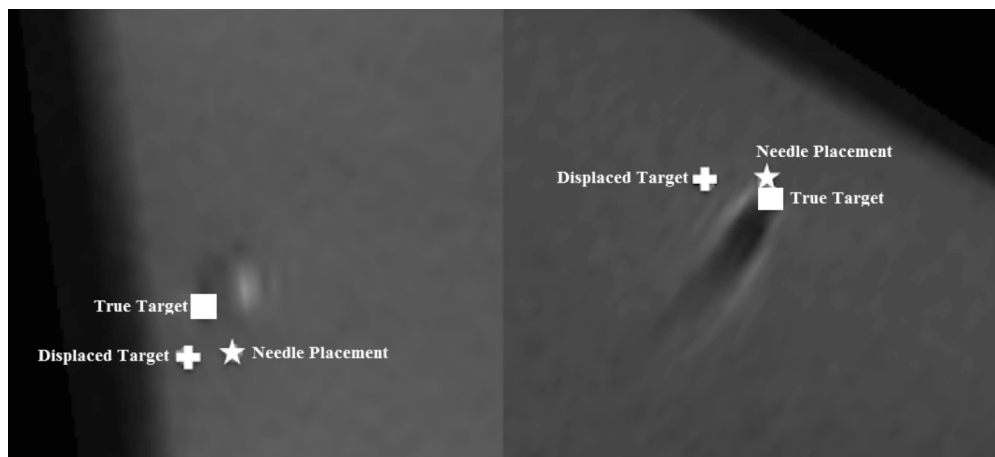 True Target
Displaced Target
Needle Placement
Needle Placement
Displaced Target
True Target